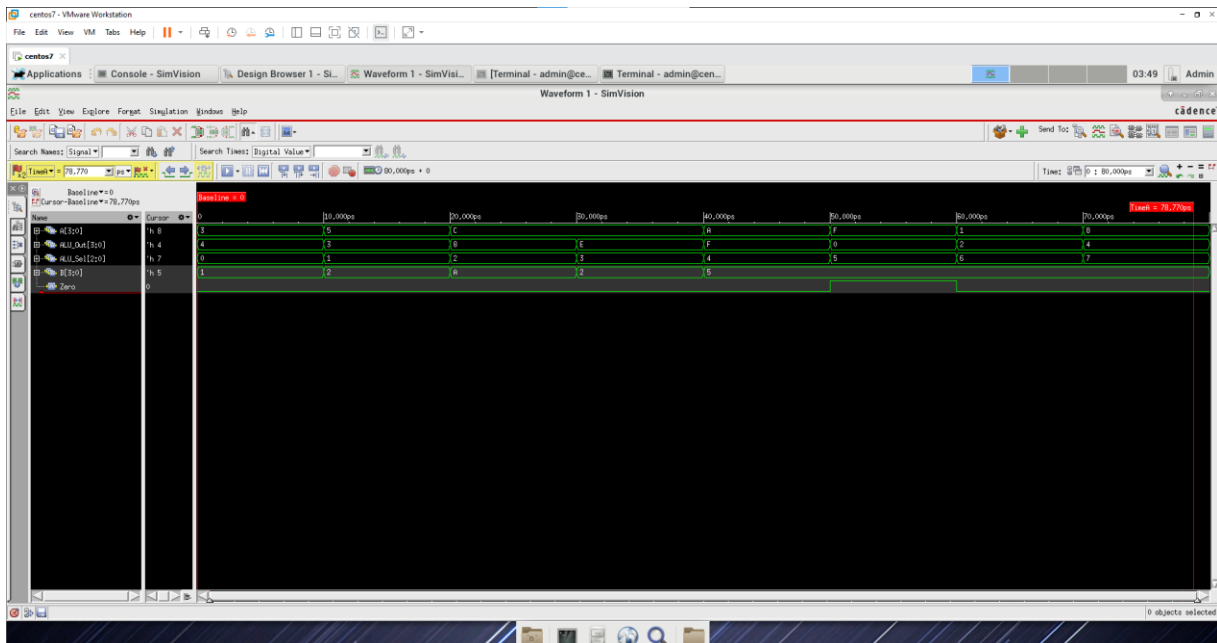 centos7 - VMware Workstation
File Edit View VM Tabs Help
centos7
Applications Console - SimVision Design Browser 1 - Si... Waveform 1 - SimVisi... [Terminal - admin@ce... Terminal - admin@cen... 03:49 Admin
Waveform 1 - SimVision
File Edit View Explore Format Simulation Windows Help cādence
Send To:
Search Names: Signal Search Times: Digital Value
TimeA = 78,770 ps 80,000ps + 0 Time: 0 : 80,000ps
Baseline = 0 Baseline = 0
Cursor-Baseline = 78,770ps TimeA = 78,770ps
Name Cursor 0 10,000ps 20,000ps 30,000ps 40,000ps 50,000ps 60,000ps 70,000ps
A[3:0] 'h 8 3 5 C A F 1 8
ALU_Out[3:0] 'h 4 4 3 8 E F 0 2 4
ALU_Sel[2:0] 'h 7 0 1 2 3 4 5 6 7
B[3:0] 'h 5 1 2 A 2 5
Zero 0
0 objects selected